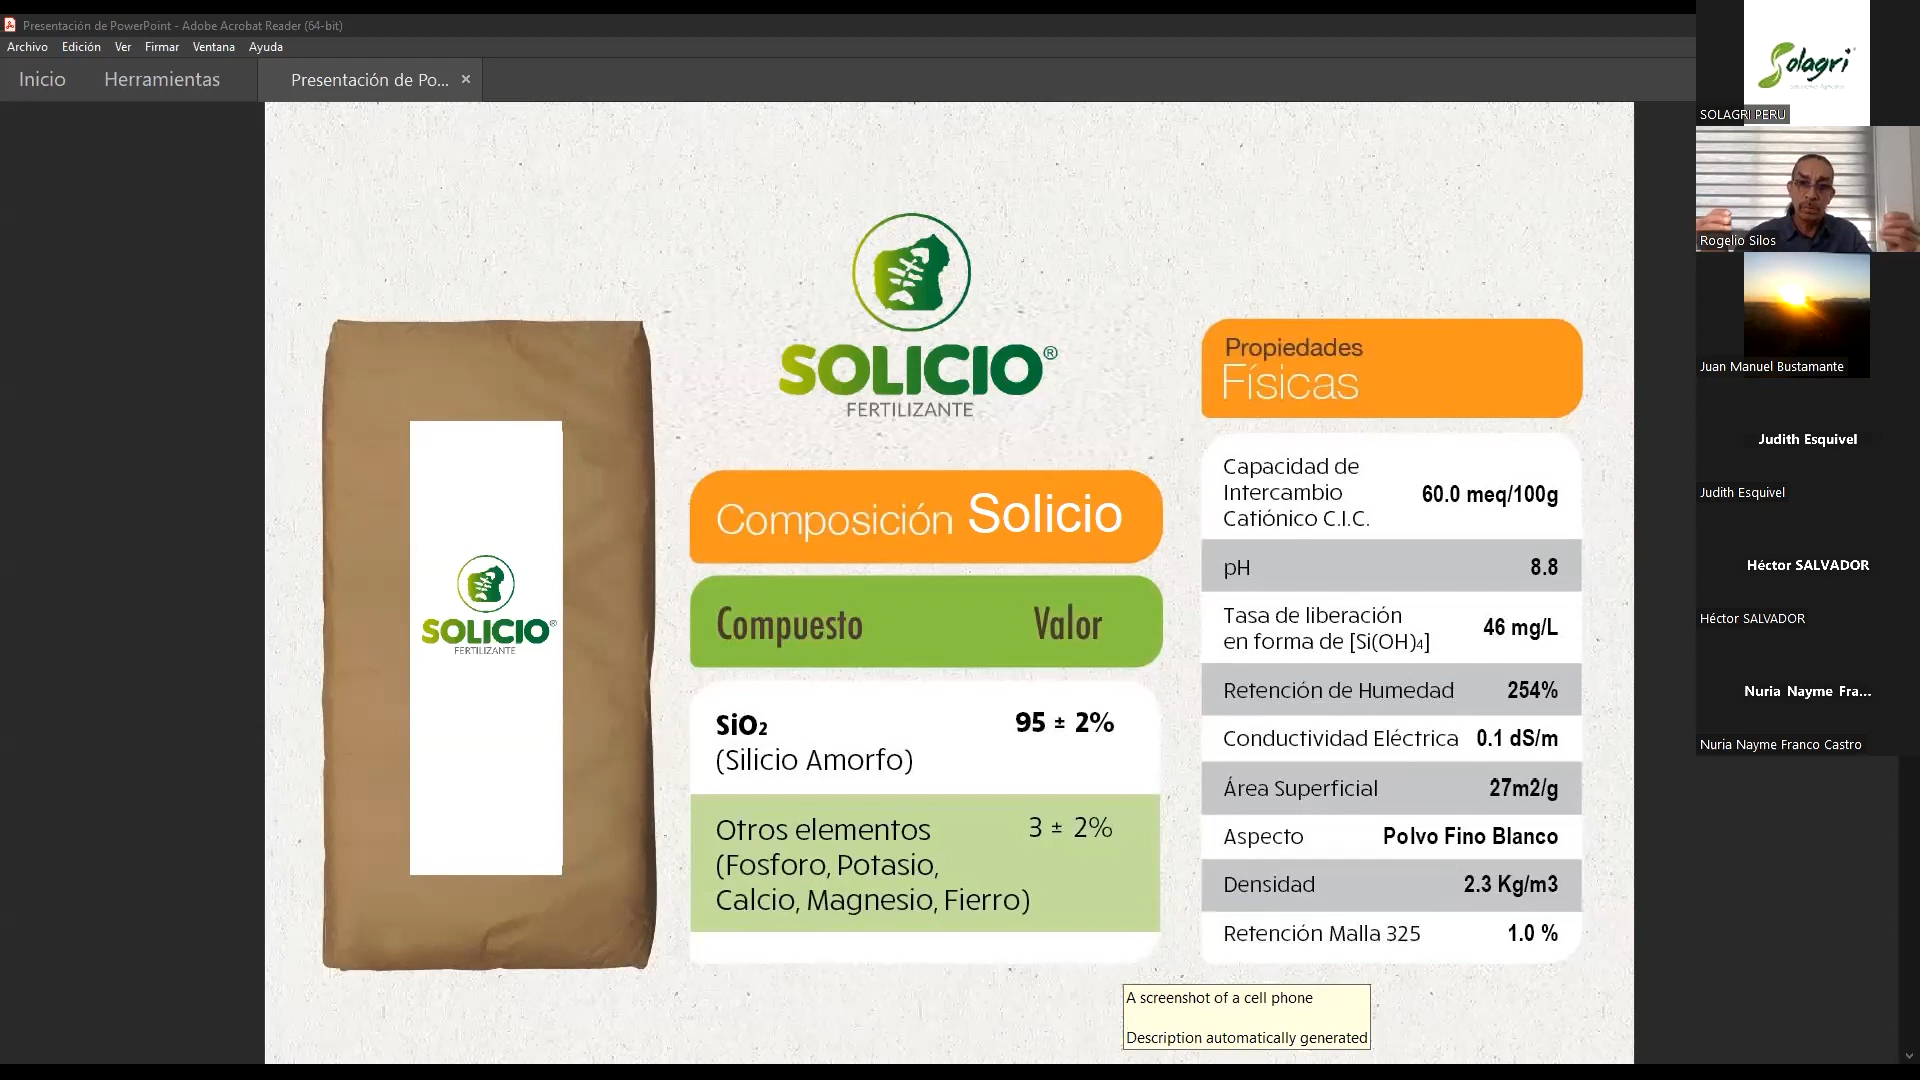 Presentación de PowerPoint - Adobe Acrobat Reader (64-bit)
Archivo Edición Ver Firmar Ventana Ayuda
Inicio Herramientas Presentación de Po... ×
SOLICIO®
FERTILIZANTE
SOLICIO®
FERTILIZANTE
Composición Solicio
Compuesto Valor
SiO₂ 95 ± 2%
(Silicio Amorfo)
Otros elementos 3 ± 2%
(Fosforo, Potasio,
Calcio, Magnesio, Fierro)
Propiedades
Físicas
Capacidad de
Intercambio 60.0 meq/100g
Catiónico C.I.C.
pH 8.8
Tasa de liberación
en forma de [Si(OH)₄] 46 mg/L
Retención de Humedad 254%
Conductividad Eléctrica 0.1 dS/m
Área Superficial 27m2/g
Aspecto Polvo Fino Blanco
Densidad 2.3 Kg/m3
Retención Malla 325 1.0 %
A screenshot of a cell phone
Description automatically generated
Solagri
SOLAGRI PERU
Rogelio Silos
Juan Manuel Bustamante
Judith Esquivel
Judith Esquivel
Héctor SALVADOR
Héctor SALVADOR
Nuria Nayme Fra...
Nuria Nayme Franco Castro